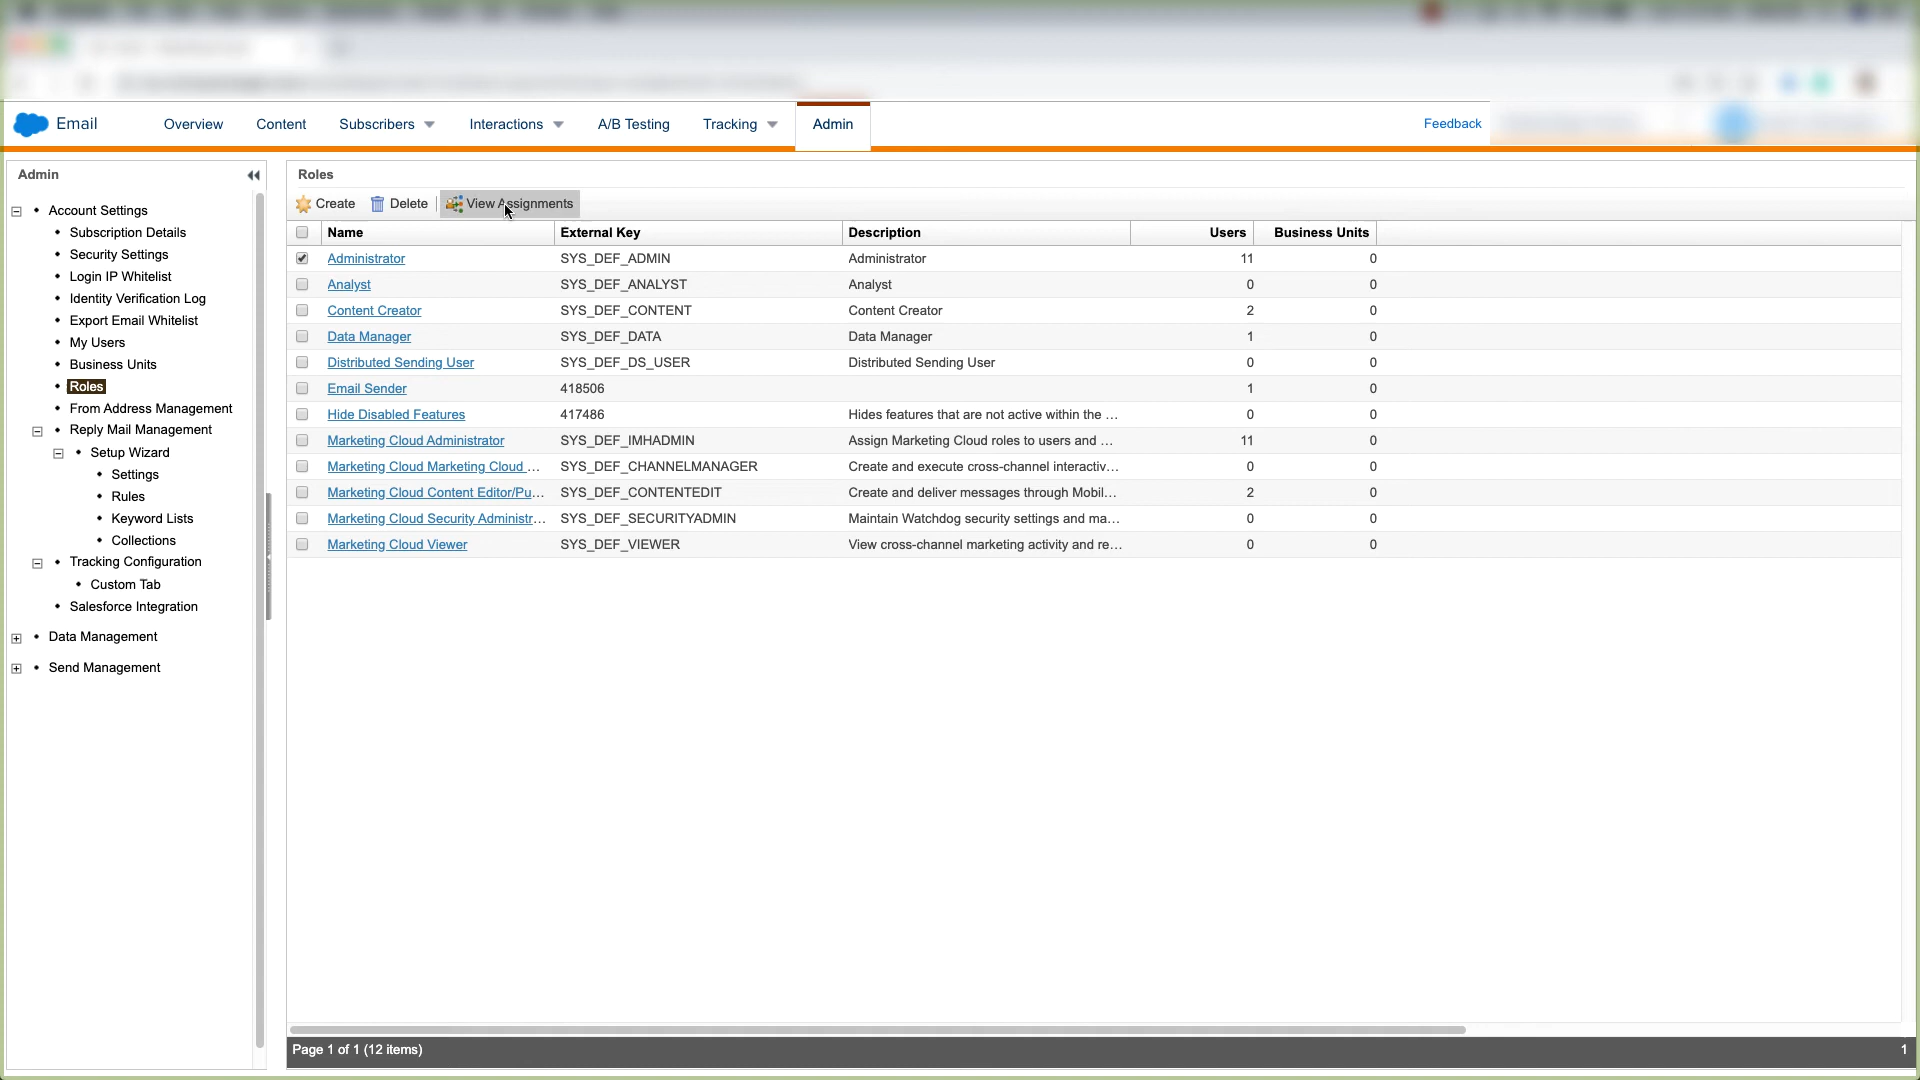 Email
Overview
Content
Subscribers
Interactions
A/B Testing
Tracking
Admin
Feedback
Admin
Account Settings
Subscription Details
Security Settings
Login IP Whitelist
Identity Verification Log
Export Email Whitelist
My Users
Business Units
Roles
From Address Management
Reply Mail Management
Setup Wizard
Settings
Rules
Keyword Lists
Collections
Tracking Configuration
Custom Tab
Salesforce Integration
Data Management
Send Management
Roles
Create Delete View Assignments
Name External Key Description Users Business Units
Administrator SYS_DEF_ADMIN Administrator 11 0
Analyst SYS_DEF_ANALYST Analyst 0 0
Content Creator SYS_DEF_CONTENT Content Creator 2 0
Data Manager SYS_DEF_DATA Data Manager 1 0
Distributed Sending User SYS_DEF_DS_USER Distributed Sending User 0 0
Email Sender 418506 1 0
Hide Disabled Features 417486 Hides features that are not active within the ... 0 0
Marketing Cloud Administrator SYS_DEF_IMHADMIN Assign Marketing Cloud roles to users and ... 11 0
Marketing Cloud Marketing Cloud ... SYS_DEF_CHANNELMANAGER Create and execute cross-channel interactiv... 0 0
Marketing Cloud Content Editor/Pu... SYS_DEF_CONTENTEDIT Create and deliver messages through Mobil... 2 0
Marketing Cloud Security Administr... SYS_DEF_SECURITYADMIN Maintain Watchdog security settings and ma... 0 0
Marketing Cloud Viewer SYS_DEF_VIEWER View cross-channel marketing activity and re... 0 0
Page 1 of 1 (12 items) 1